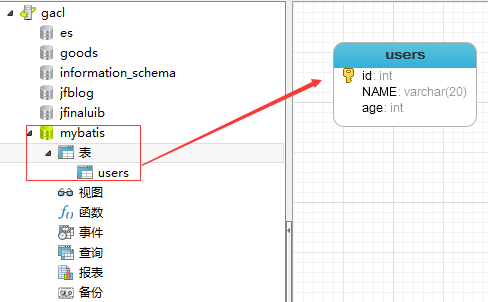 gacl
es
goods
information_schema
jfblog
jfinaluib
mybatis
表
users
视图
f() 函数
事件
查询
报表
备份
users
id: int
NAME: varchar(20)
age: int